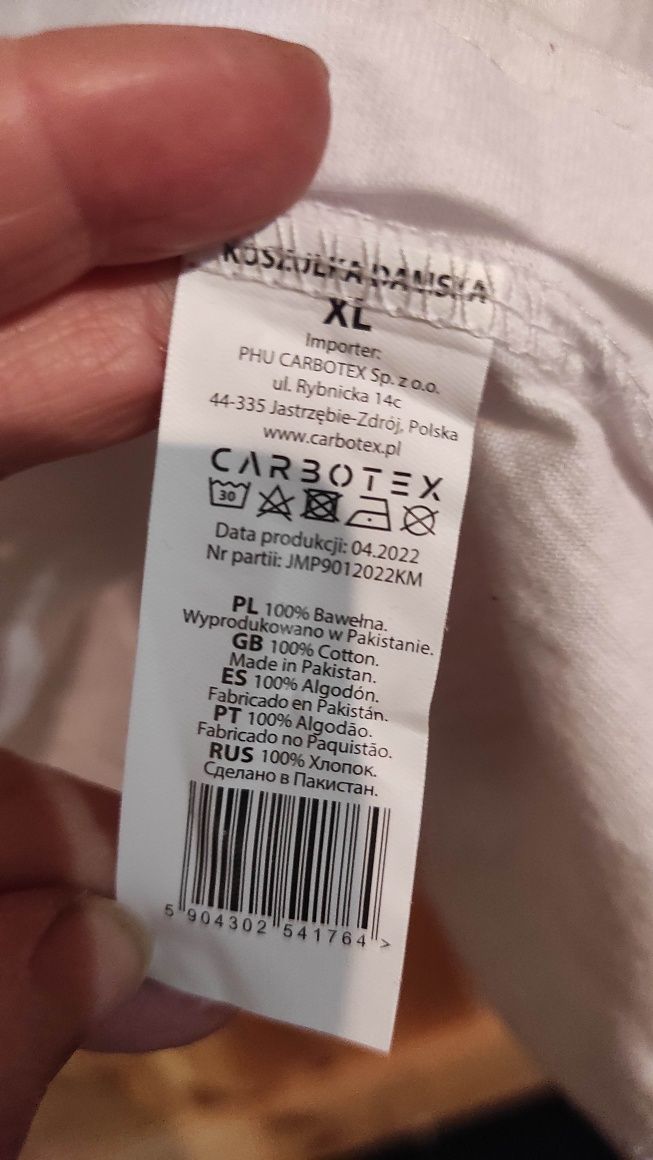 KOSZULKA DAMSKA
XL
Importer:
PHU CARBOTEX Sp. z o.o.
ul. Rybnicka 14c
44-335 Jastrzębie-Zdrój, Polska
www.carbotex.pl
CARBOTEX
30
Data produkcji: 04.2022
Nr partii: JMP9012022KM
PL 100% Bawełna.
Wyprodukowano w Pakistanie.
GB 100% Cotton.
Made in Pakistan.
ES 100% Algodón.
Fabricado en Pakistán.
PT 100% Algodão.
Fabricado no Paquistão.
RUS 100% Хлопок.
Сделано в Пакистан.
5 904302 541764 >